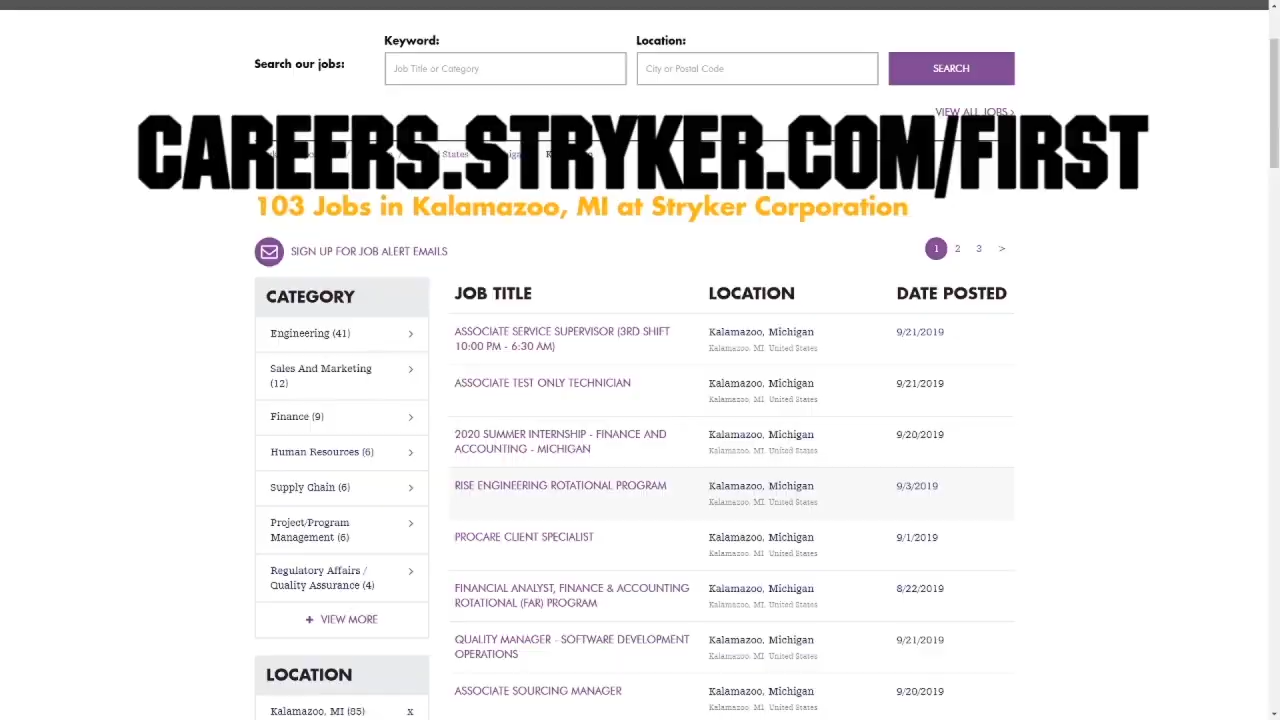 Keyword:
Location:
Search our jobs:
Job Title or Category
City or Postal Code
SEARCH
VIEW ALL JOBS >
CAREERS.STRYKER.COM/FIRST
103 Jobs in Kalamazoo, MI at Stryker Corporation
SIGN UP FOR JOB ALERT EMAILS
1 2 3 >
CATEGORY
Engineering (41)
Sales And Marketing
(12)
Finance (9)
Human Resources (6)
Supply Chain (6)
Project/Program
Management (6)
Regulatory Affairs /
Quality Assurance (4)
+ VIEW MORE
LOCATION
Kalamazoo, MI (85) x
JOB TITLE LOCATION DATE POSTED
ASSOCIATE SERVICE SUPERVISOR (3RD SHIFT
10:00 PM - 6:30 AM)
Kalamazoo, Michigan
Kalamazoo, MI, United States
9/21/2019
ASSOCIATE TEST ONLY TECHNICIAN
Kalamazoo, Michigan
Kalamazoo, MI, United States
9/21/2019
2020 SUMMER INTERNSHIP - FINANCE AND
ACCOUNTING - MICHIGAN
Kalamazoo, Michigan
Kalamazoo, MI, United States
9/20/2019
RISE ENGINEERING ROTATIONAL PROGRAM
Kalamazoo, Michigan
Kalamazoo, MI, United States
9/3/2019
PROCARE CLIENT SPECIALIST
Kalamazoo, Michigan
Kalamazoo, MI, United States
9/1/2019
FINANCIAL ANALYST, FINANCE & ACCOUNTING
ROTATIONAL (FAR) PROGRAM
Kalamazoo, Michigan
Kalamazoo, MI, United States
8/22/2019
QUALITY MANAGER - SOFTWARE DEVELOPMENT
OPERATIONS
Kalamazoo, Michigan
Kalamazoo, MI, United States
9/21/2019
ASSOCIATE SOURCING MANAGER
Kalamazoo, Michigan
Kalamazoo, MI, United States
9/20/2019